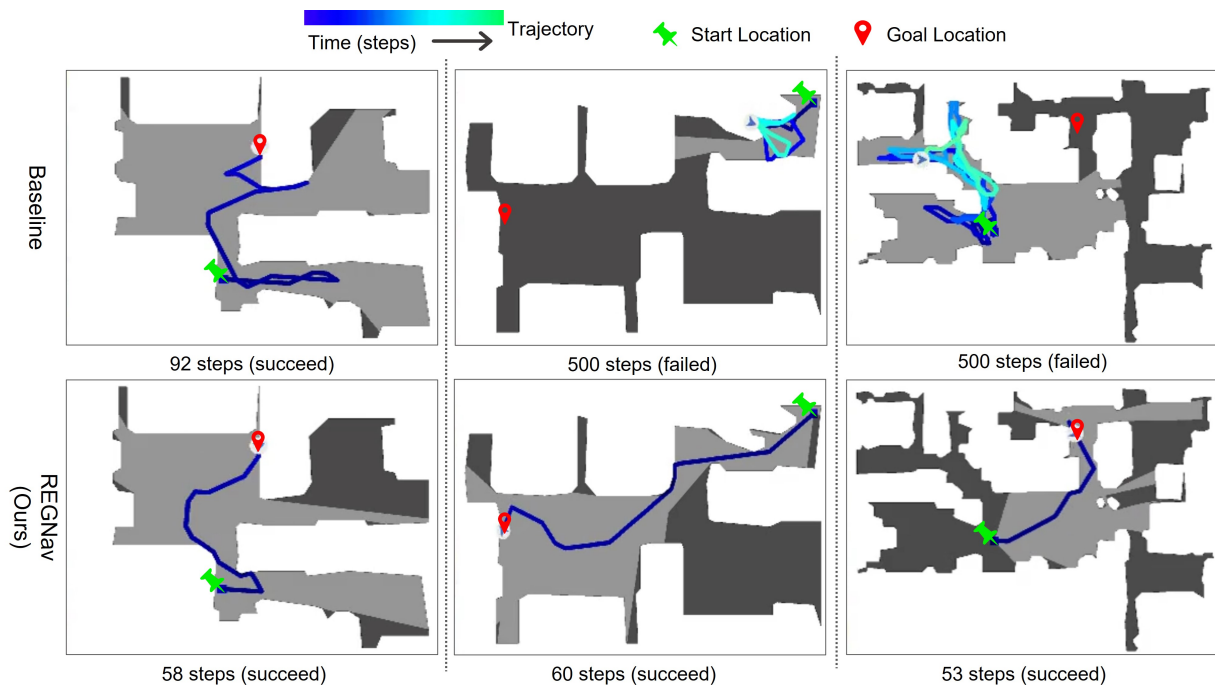 Time (steps)
Trajectory
Start Location
Goal Location
Baseline
92 steps (succeed)
500 steps (failed)
500 steps (failed)
REGNav
(Ours)
58 steps (succeed)
60 steps (succeed)
53 steps (succeed)